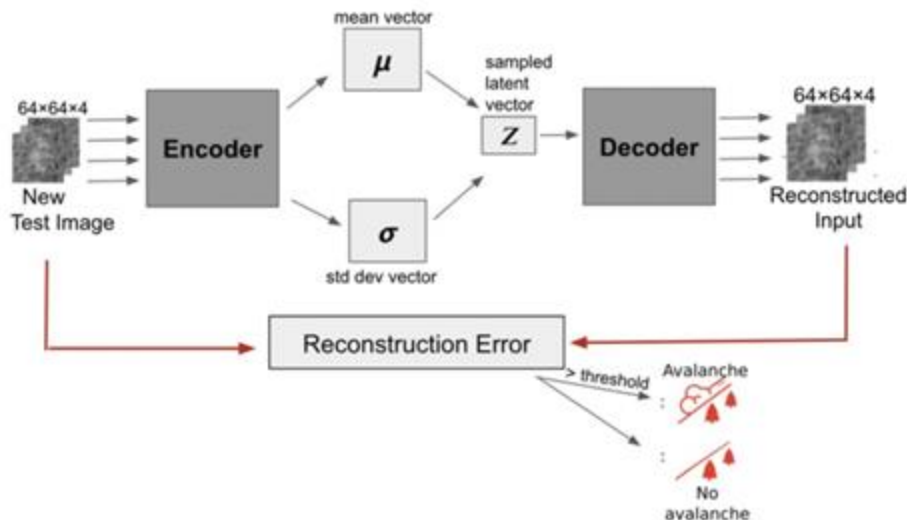 mean vector
μ
sampled
latent
vector
64×64×4
64×64×4
Encoder
Z
Decoder
New
Test Image
Reconstructed
Input
σ
std dev vector
Reconstruction Error
> threshold
Avalanche
:
:
No
avalanche